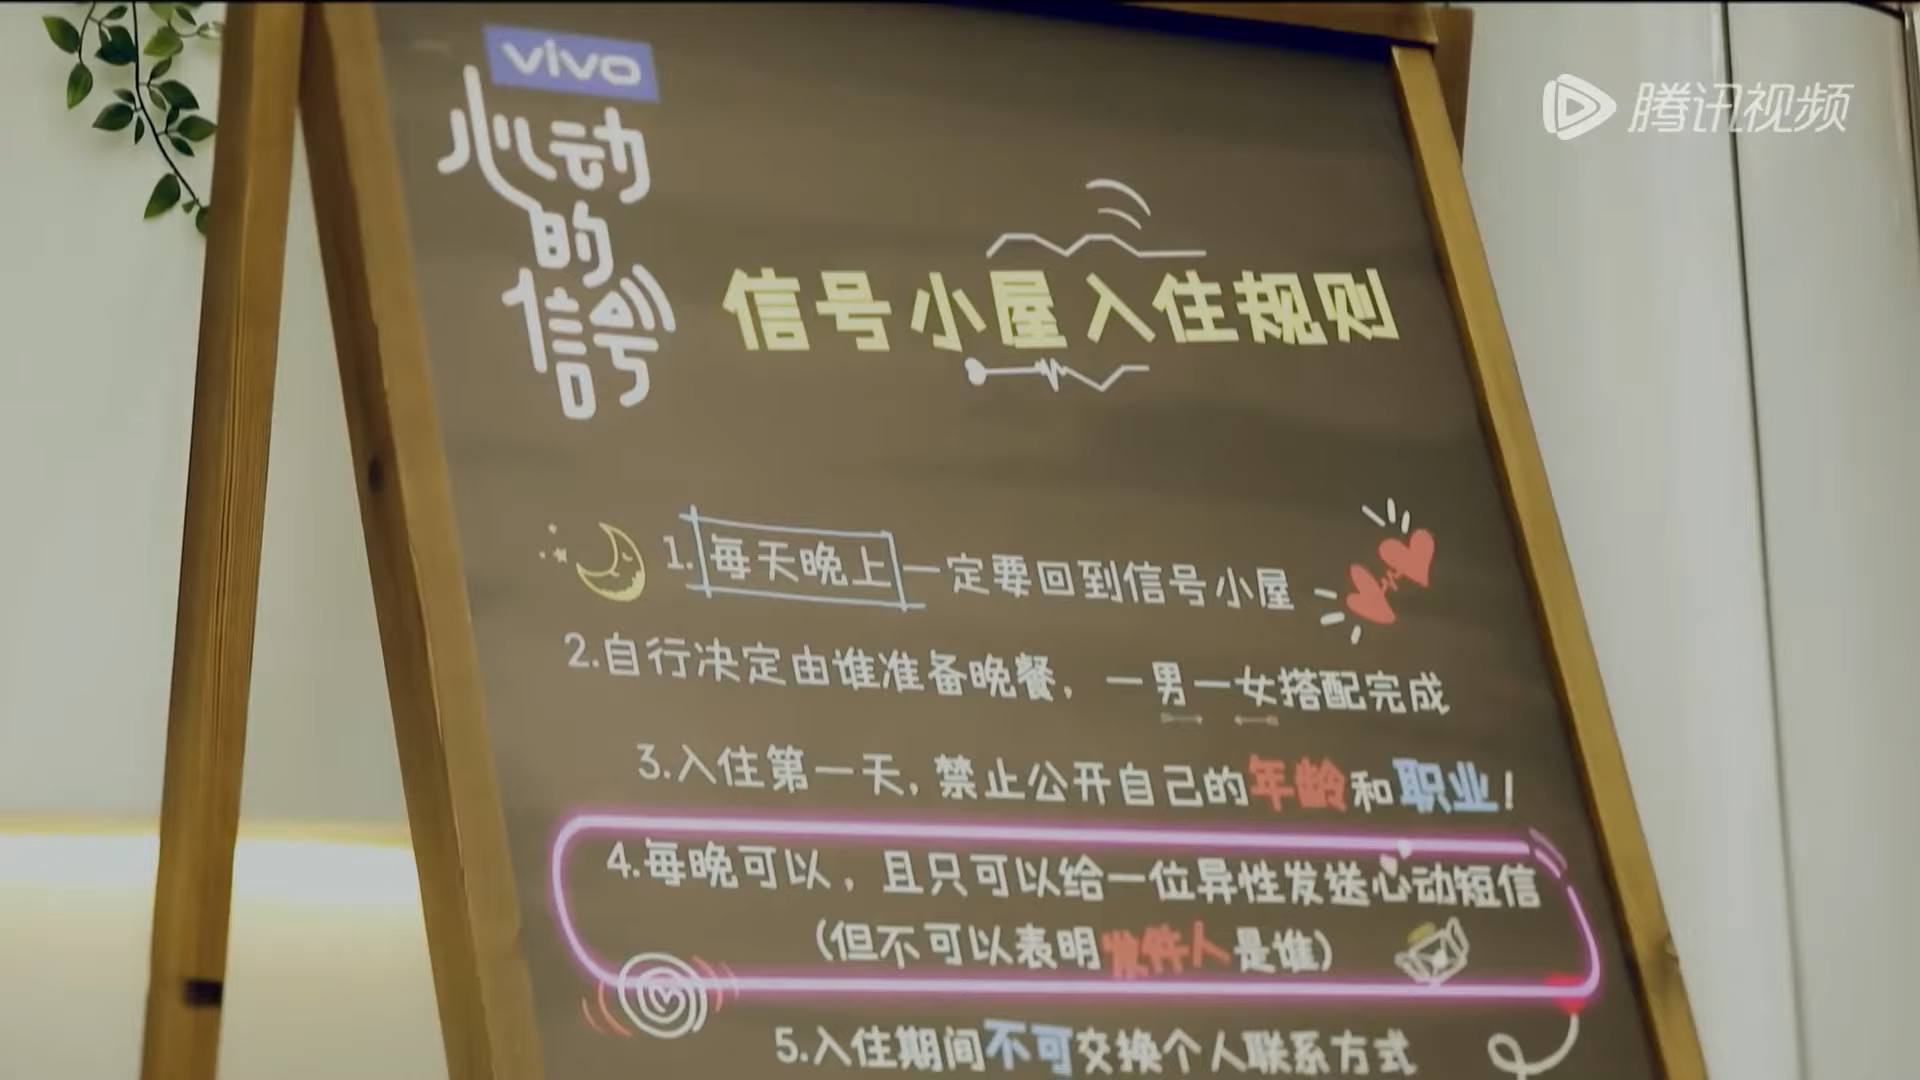 vivo
腾讯视频
心动
的
信号
信号小屋入住规则
1.每天晚上一定要回到信号小屋
2.自行决定由谁准备晚餐，一男一女搭配完成
3.入住第一天，禁止公开自己的年龄和职业！
4.每晚可以，且只可以给一位异性发送心动短信
（但不可以表明发件人是谁）
5.入住期间不可交换个人联系方式